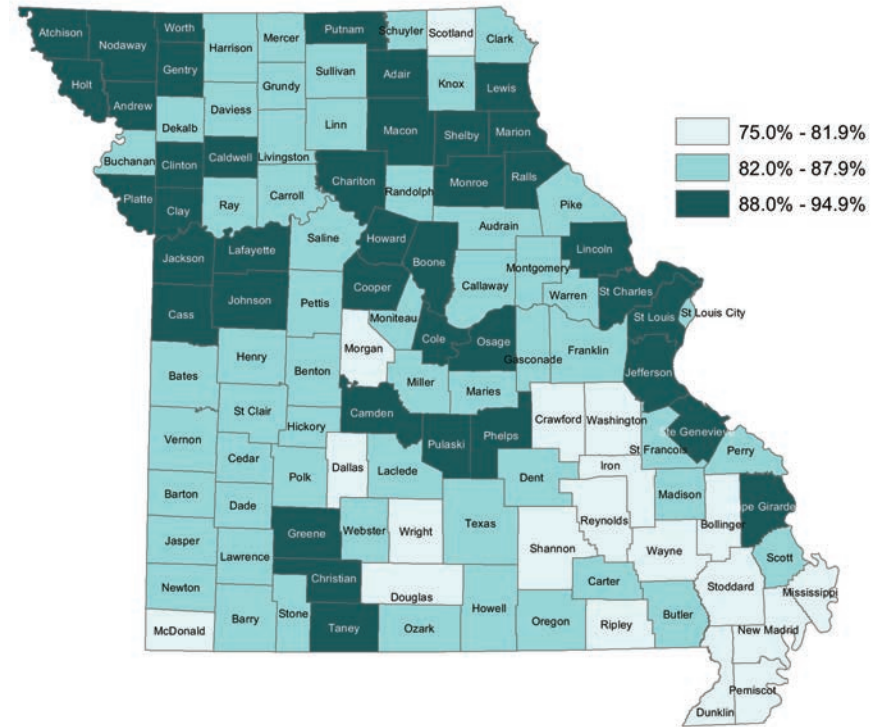 Atchison
Nodaway
Worth
Harrison
Mercer
Putnam
Schuyler
Scotland
Clark
Gentry
Sullivan
Adair
Knox
Lewis
Holt
Andrew
Grundy
Daviess
Dekalb
Linn
Macon
Shelby
Marion
Buchanan
Clinton
Caldwell
Livingston
Chariton
Randolph
Monroe
Ralls
Platte
Clay
Ray
Carroll
Pike
Saline
Howard
Audrain
Jackson
Lafayette
Boone
Callaway
Montgomery
Lincoln
Cooper
Warren
St Charles
Cass
Johnson
Pettis
Moniteau
St Louis
St Louis City
Morgan
Cole
Osage
Gasconade
Franklin
Jefferson
Bates
Henry
Benton
Miller
Maries
St Clair
Hickory
Camden
Pulaski
Phelps
Crawford
Washington
Ste Genevieve
St Francois
Perry
Vernon
Cedar
Polk
Dallas
Laclede
Dent
Iron
Madison
Bollinger
pe Girarde
Barton
Dade
Greene
Webster
Wright
Texas
Reynolds
Shannon
Wayne
Scott
Jasper
Lawrence
Christian
Douglas
Carter
Stoddard
Mississippi
Newton
Stone
Howell
Oregon
Ripley
Butler
New Madrid
McDonald
Barry
Taney
Ozark
Pemiscot
Dunklin
75.0% - 81.9%
82.0% - 87.9%
88.0% - 94.9%